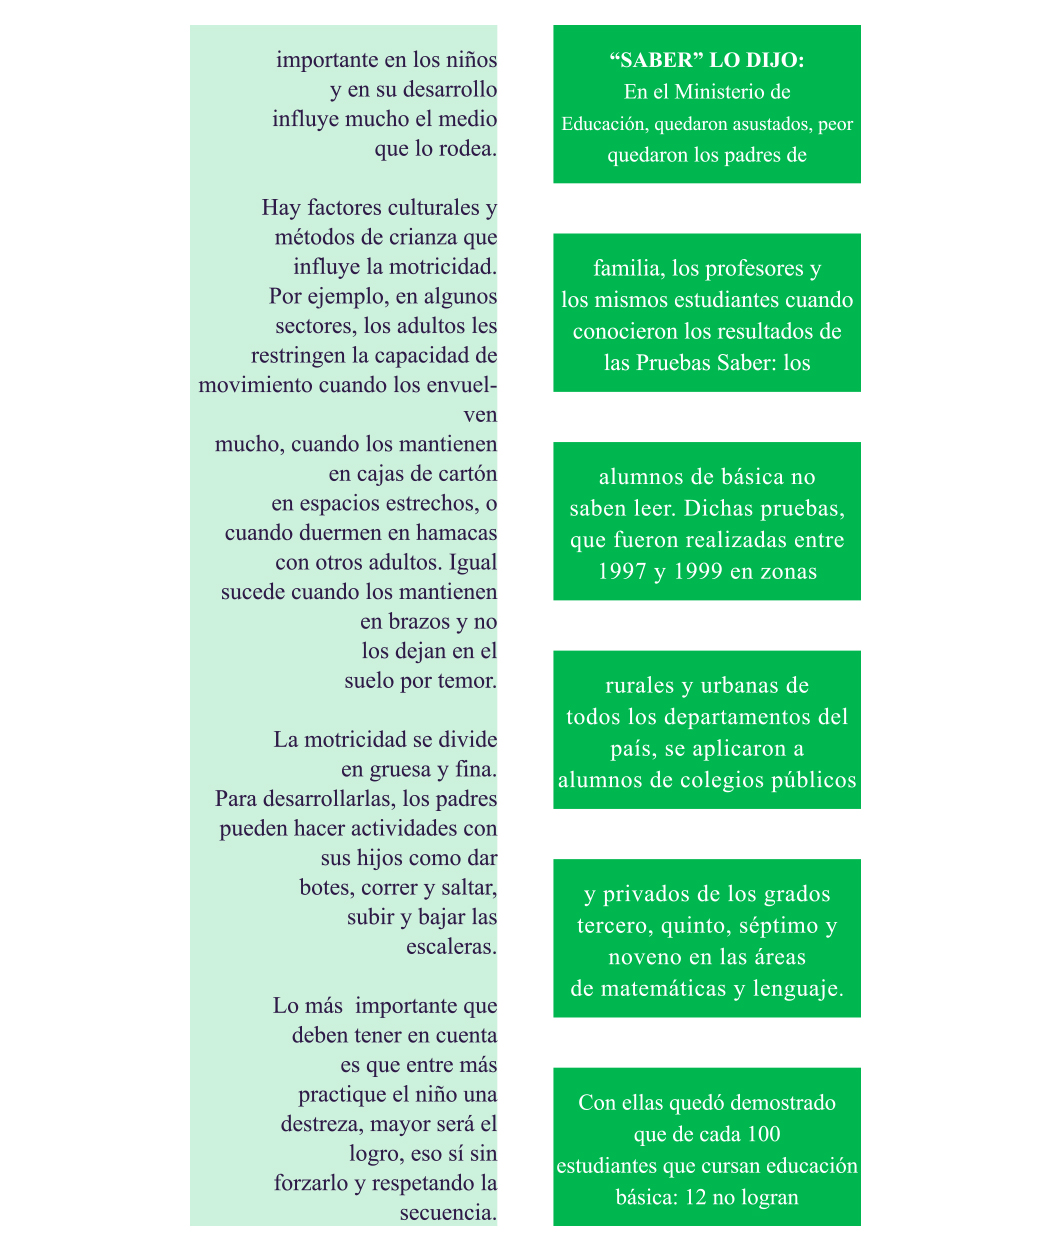 importante en los niños
y en su desarrollo
influye mucho el medio
que lo rodea.
Hay factores culturales y
métodos de crianza que
influye la motricidad.
Por ejemplo, en algunos
sectores, los adultos les
restringen la capacidad de
movimiento cuando los envuel-
ven
mucho, cuando los mantienen
en cajas de cartón
en espacios estrechos, o
cuando duermen en hamacas
con otros adultos. Igual
sucede cuando los mantienen
en brazos y no
los dejan en el
suelo por temor.
La motricidad se divide
en gruesa y fina.
Para desarrollarlas, los padres
pueden hacer actividades con
sus hijos como dar
botes, correr y saltar,
subir y bajar las
escaleras.
Lo más  importante que
deben tener en cuenta
es que entre más
practique el niño una
destreza, mayor será el
logro, eso sí sin
forzarlo y respetando la
secuencia.
“SABER” LO DIJO:
En el Ministerio de
Educación, quedaron asustados, peor
quedaron los padres de
familia, los profesores y
los mismos estudiantes cuando
conocieron los resultados de
las Pruebas Saber: los
alumnos de básica no
saben leer. Dichas pruebas,
que fueron realizadas entre
1997 y 1999 en zonas
rurales y urbanas de
todos los departamentos del
país, se aplicaron a
alumnos de colegios públicos
y privados de los grados
tercero, quinto, séptimo y
noveno en las áreas
de matemáticas y lenguaje.
Con ellas quedó demostrado
que de cada 100
estudiantes que cursan educación
básica: 12 no logran